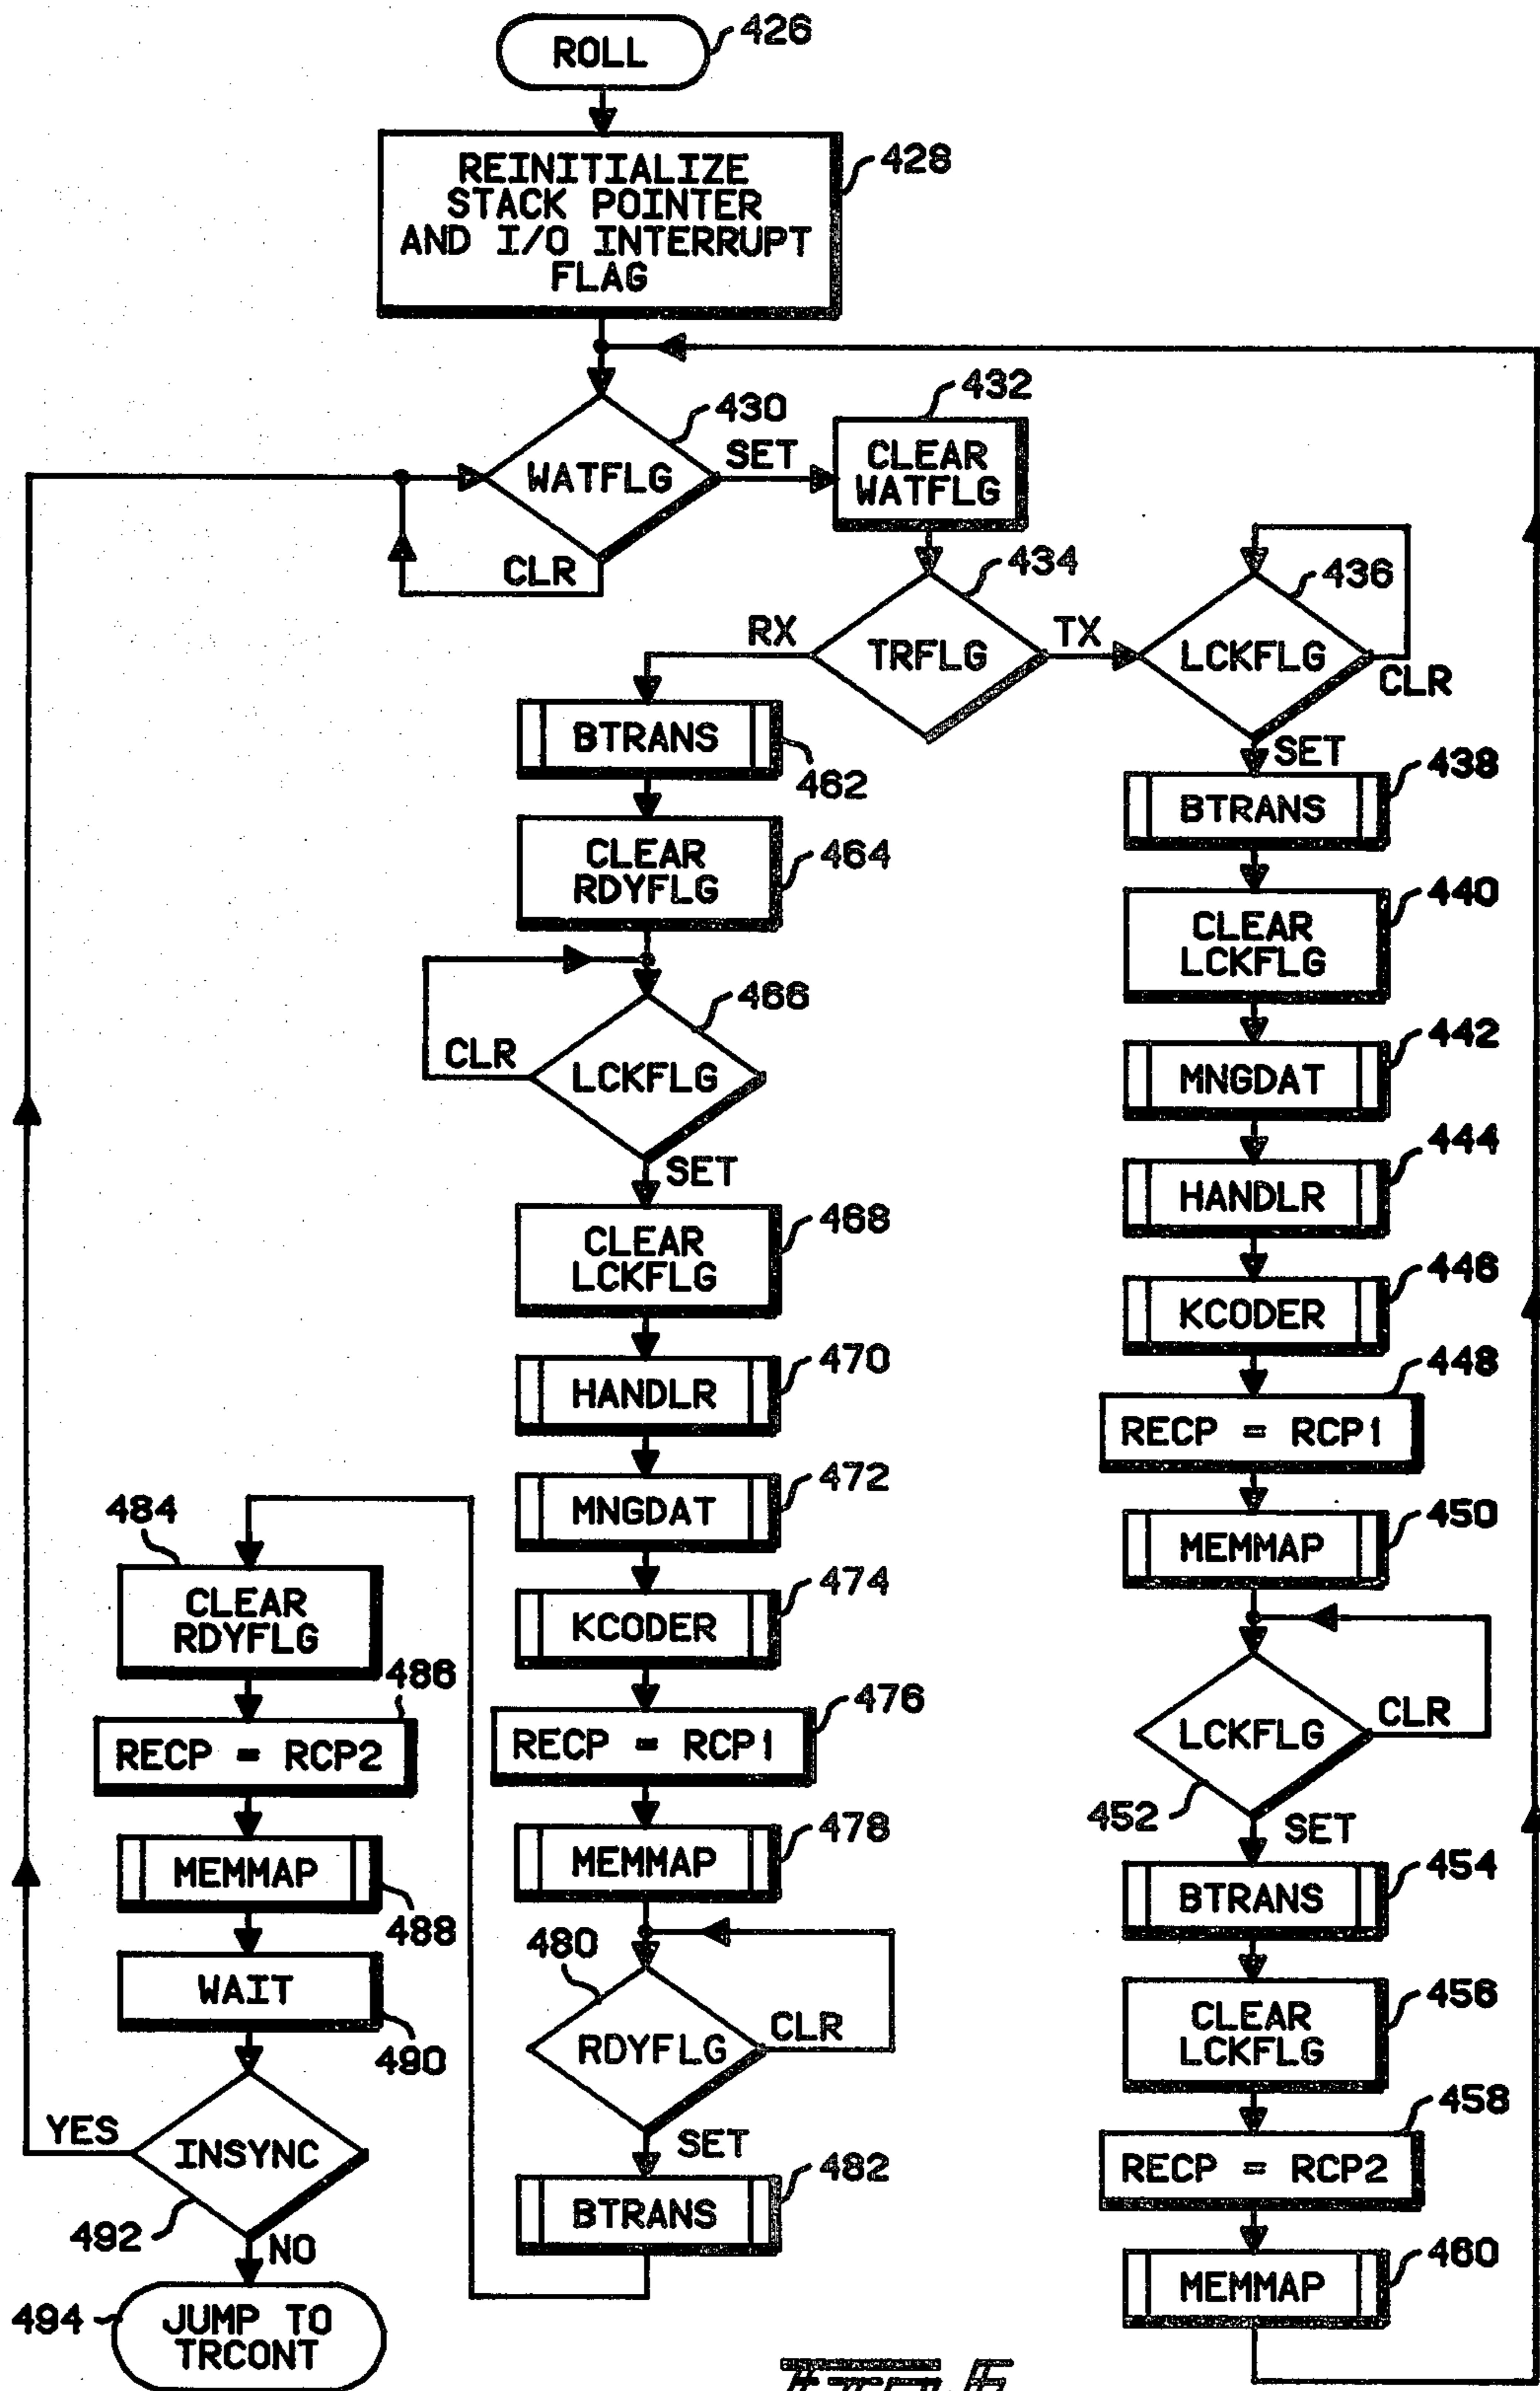 ROLL
426
REINITIALIZE
STACK POINTER
AND I/O INTERRUPT
FLAG
428
WATFLG
430
SET
CLR
CLEAR
WATFLG
432
TRFLG
434
RX
TX
LCKFLG
436
CLR
SET
BTRANS
438
CLEAR
LCKFLG
440
MNGDAT
442
HANDLR
444
KCODER
446
RECP = RCP1
448
MEMMAP
450
LCKFLG
CLR
452
SET
BTRANS
454
CLEAR
LCKFLG
456
RECP = RCP2
458
MEMMAP
460
BTRANS
462
CLEAR
RDYFLG
464
LCKFLG
466
CLR
SET
CLEAR
LCKFLG
468
HANDLR
470
MNGDAT
472
KCODER
474
RECP = RCP1
476
MEMMAP
478
480
RDYFLG
CLR
SET
BTRANS
482
484
CLEAR
RDYFLG
486
RECP = RCP2
MEMMAP
488
WAIT
490
YES
INSYNC
492
NO
494
JUMP TO
TRCONT